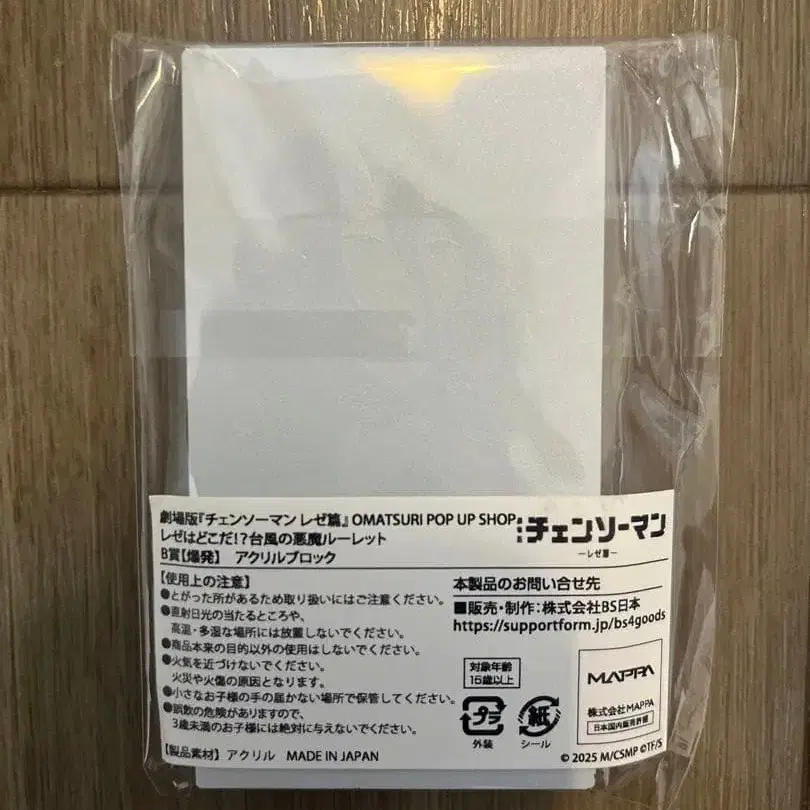 劇場版『チェンソーマン レゼ篇』 OMATSURI POP UP SHOP
レゼはどこだ!?台風の悪魔ルーレット
B賞【爆発】 アクリルブロック
チェンソーマン
ーレゼ篇ー
【使用上の注意】
●とがった所があるため取り扱いにはご注意ください。
●直射日光の当たるところや、
高温・多湿な場所には放置しないでください。
●商品本来の目的以外の使用はしないでください。
●火気を近づけないでください。
火災や火傷の原因となります。
●小さなお子様の手の届かない場所で保管してください。
●誤飲の危険がありますので、
3歳未満のお子様には絶対に与えないでください。
【製品素材】 アクリル MADE IN JAPAN
本製品のお問い合せ先
■販売・制作：株式会社BS日本
https://supportform.jp/bs4goods
対象年齢
15歳以上
プラ
外装
紙
シール
MAPPA
株式会社MAPPA
日本国内販売許諾
© 2025 M/CSMP ©TF/S